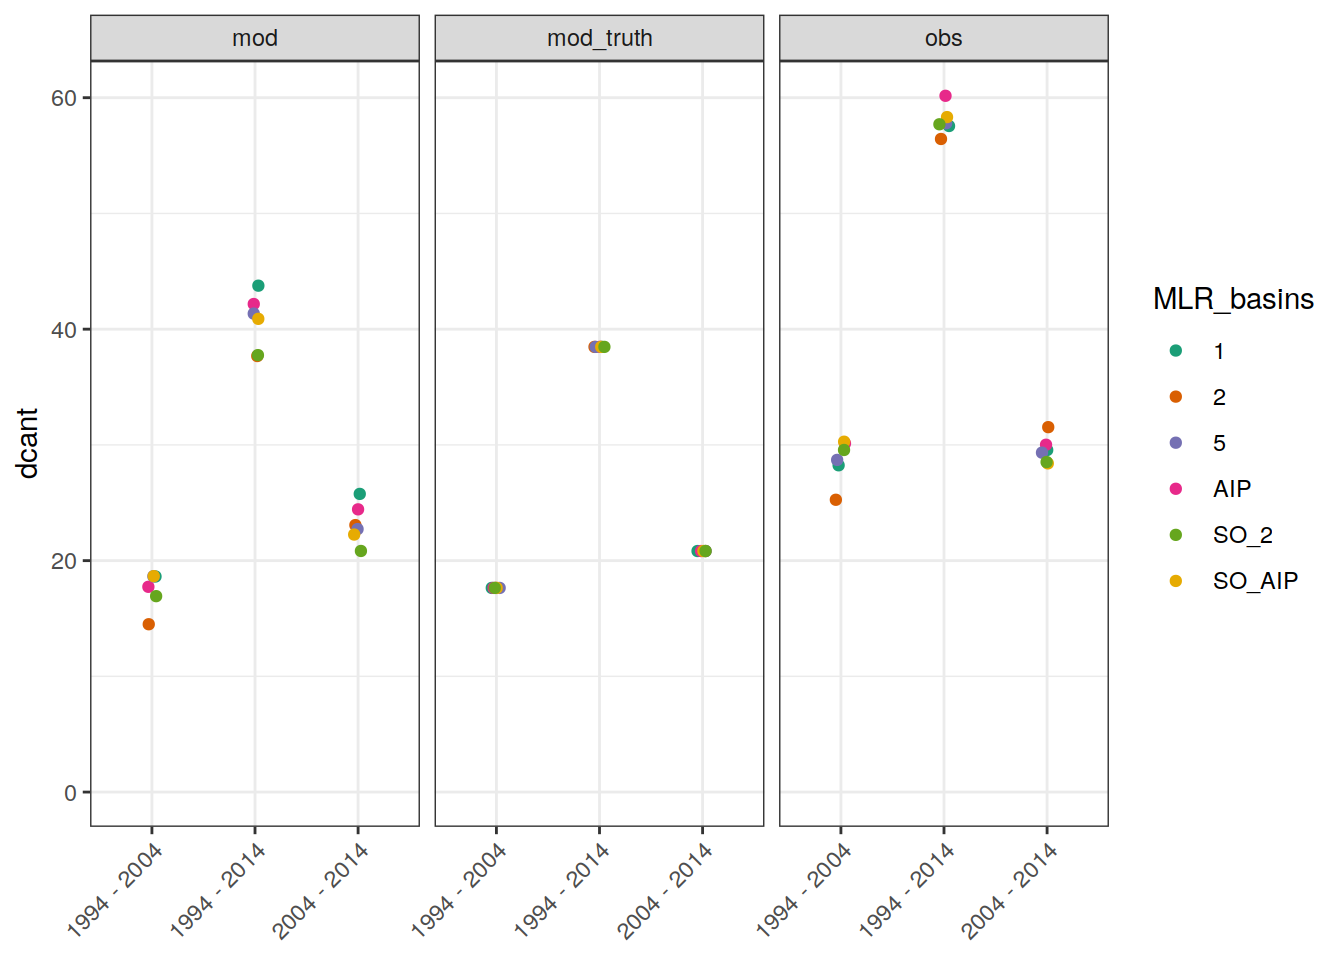 mod
mod_truth
obs
60
40
20
0
dcant
1994 - 2004
1994 - 2014
2004 - 2014
1994 - 2004
1994 - 2014
2004 - 2014
1994 - 2004
1994 - 2014
2004 - 2014
MLR_basins
1
2
5
AIP
SO_2
SO_AIP